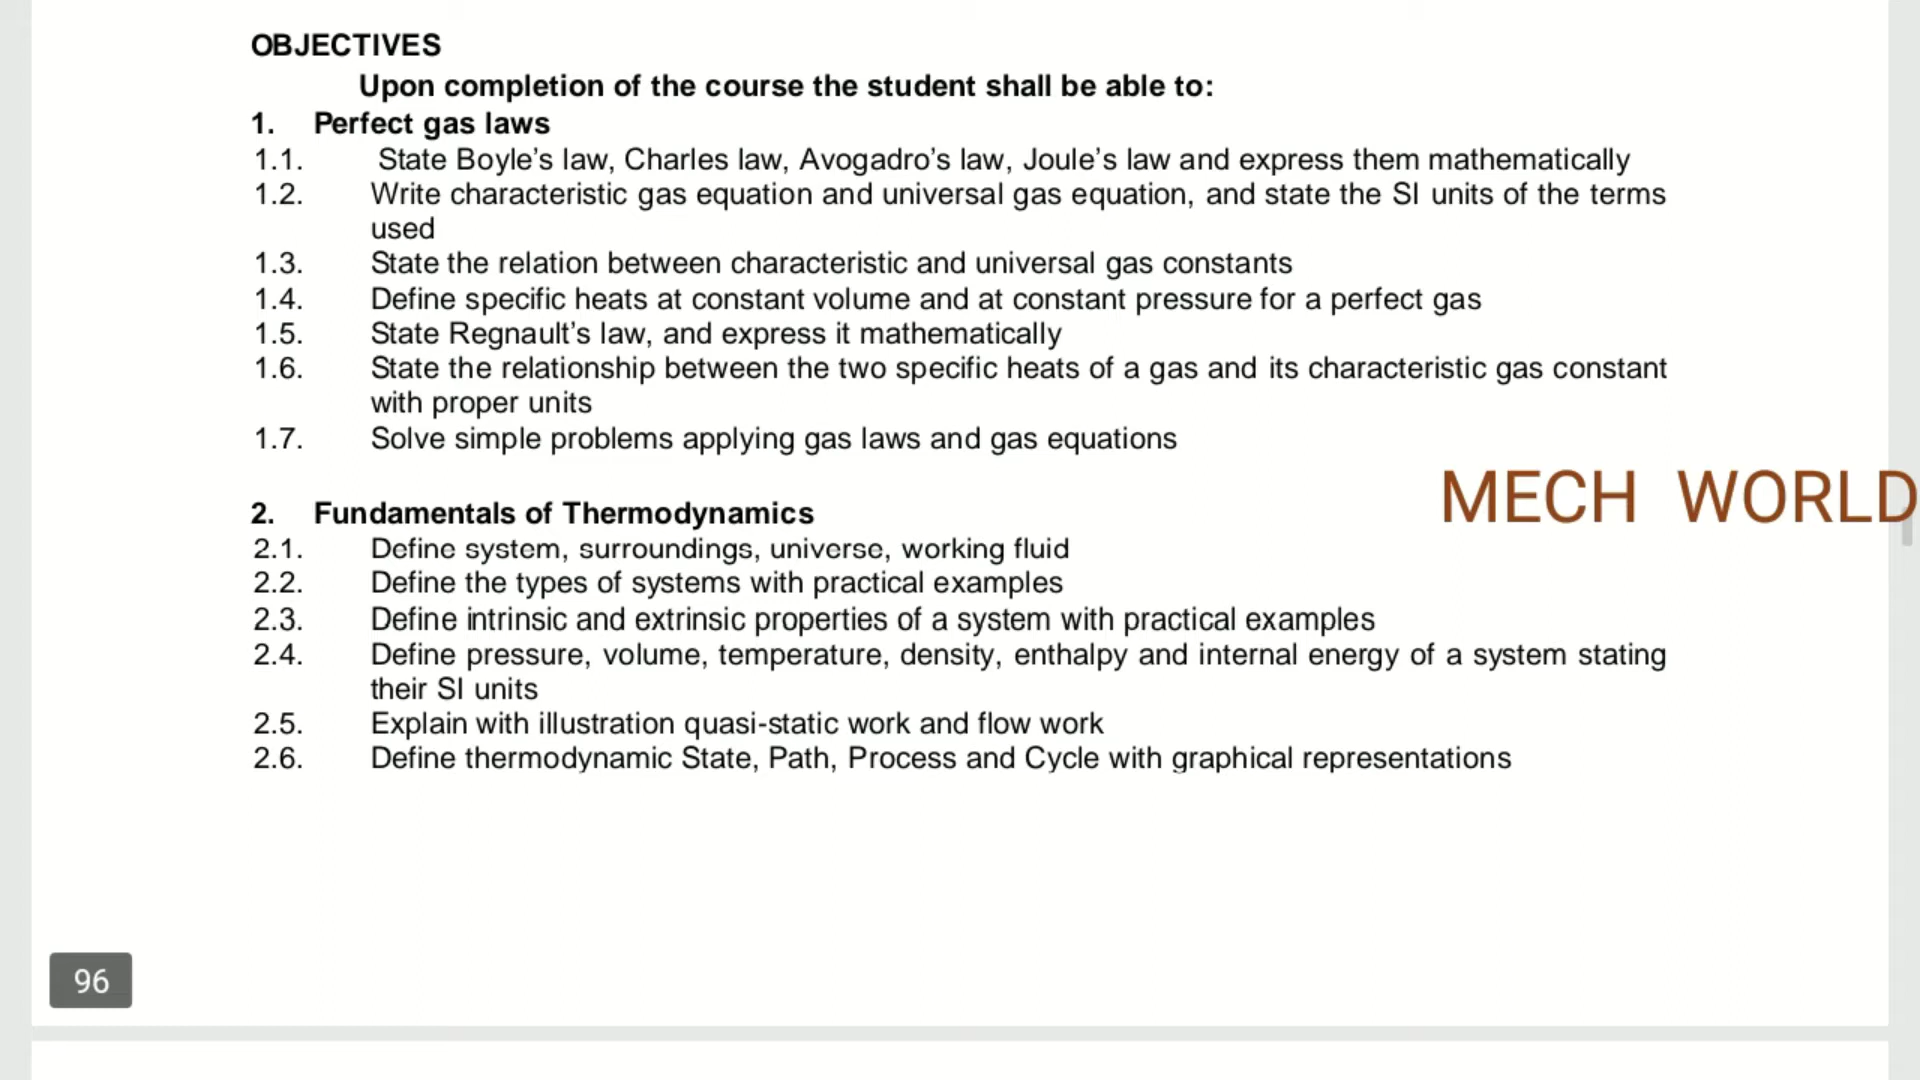 OBJECTIVES
Upon completion of the course the student shall be able to:
1. Perfect gas laws
1.1. State Boyle’s law, Charles law, Avogadro’s law, Joule’s law and express them mathematically
1.2. Write characteristic gas equation and universal gas equation, and state the SI units of the terms
used
1.3. State the relation between characteristic and universal gas constants
1.4. Define specific heats at constant volume and at constant pressure for a perfect gas
1.5. State Regnault’s law, and express it mathematically
1.6. State the relationship between the two specific heats of a gas and its characteristic gas constant
with proper units
1.7. Solve simple problems applying gas laws and gas equations
MECH WORLD
2. Fundamentals of Thermodynamics
2.1. Define system, surroundings, universe, working fluid
2.2. Define the types of systems with practical examples
2.3. Define intrinsic and extrinsic properties of a system with practical examples
2.4. Define pressure, volume, temperature, density, enthalpy and internal energy of a system stating
their SI units
2.5. Explain with illustration quasi-static work and flow work
2.6. Define thermodynamic State, Path, Process and Cycle with graphical representations
96